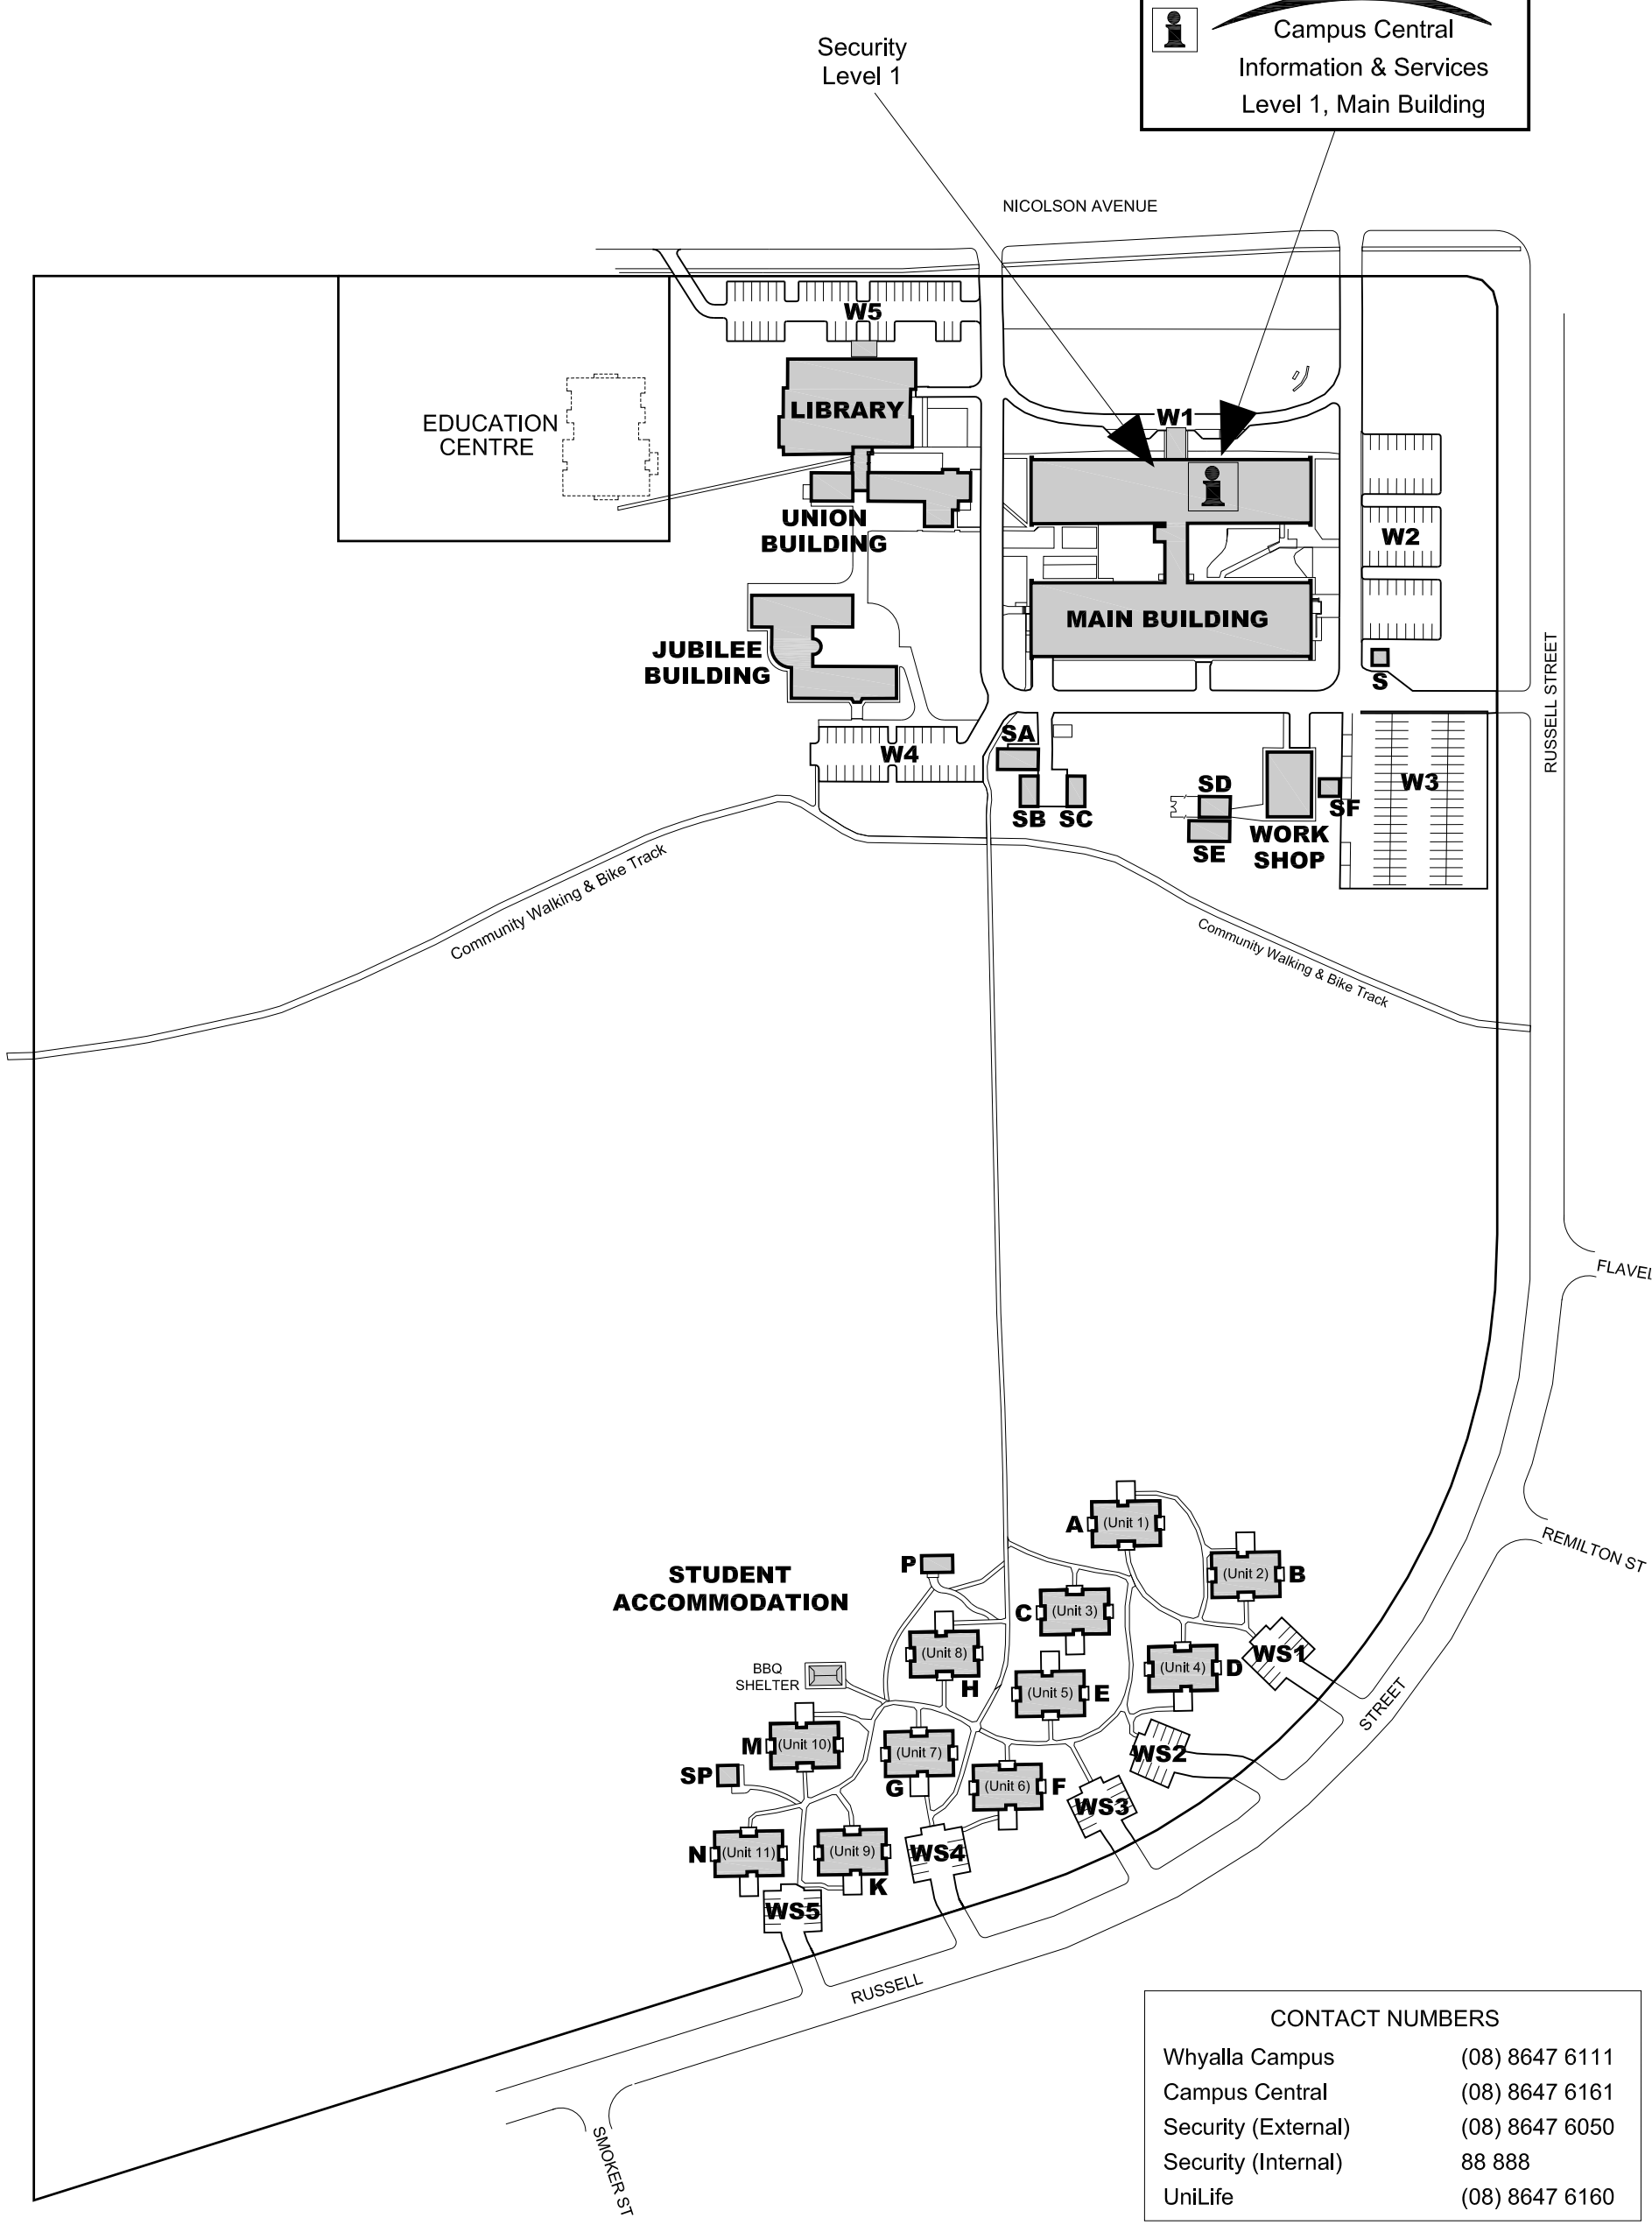 Campus Central
Information & Services
Level 1, Main Building
Security
Level 1
NICOLSON AVENUE
W5
LIBRARY
EDUCATION
CENTRE
W1
UNION
BUILDING
W2
MAIN BUILDING
JUBILEE
BUILDING
S
RUSSELL STREET
W4
SA
SB
SC
SD
SE
WORK
SHOP
SF
W3
Community Walking & Bike Track
Community Walking & Bike Track
FLAVEL
REMILTON ST
STUDENT
ACCOMMODATION
A
(Unit 1)
(Unit 2)
B
P
C
(Unit 3)
(Unit 8)
H
(Unit 4)
D
WS1
BBQ
SHELTER
(Unit 5)
E
M
(Unit 10)
(Unit 7)
G
(Unit 6)
F
WS2
SP
WS3
N
(Unit 11)
(Unit 9)
K
WS4
WS5
STREET
RUSSELL
SMOKER ST
CONTACT NUMBERS
Whyalla Campus (08) 8647 6111
Campus Central (08) 8647 6161
Security (External) (08) 8647 6050
Security (Internal) 88 888
UniLife (08) 8647 6160